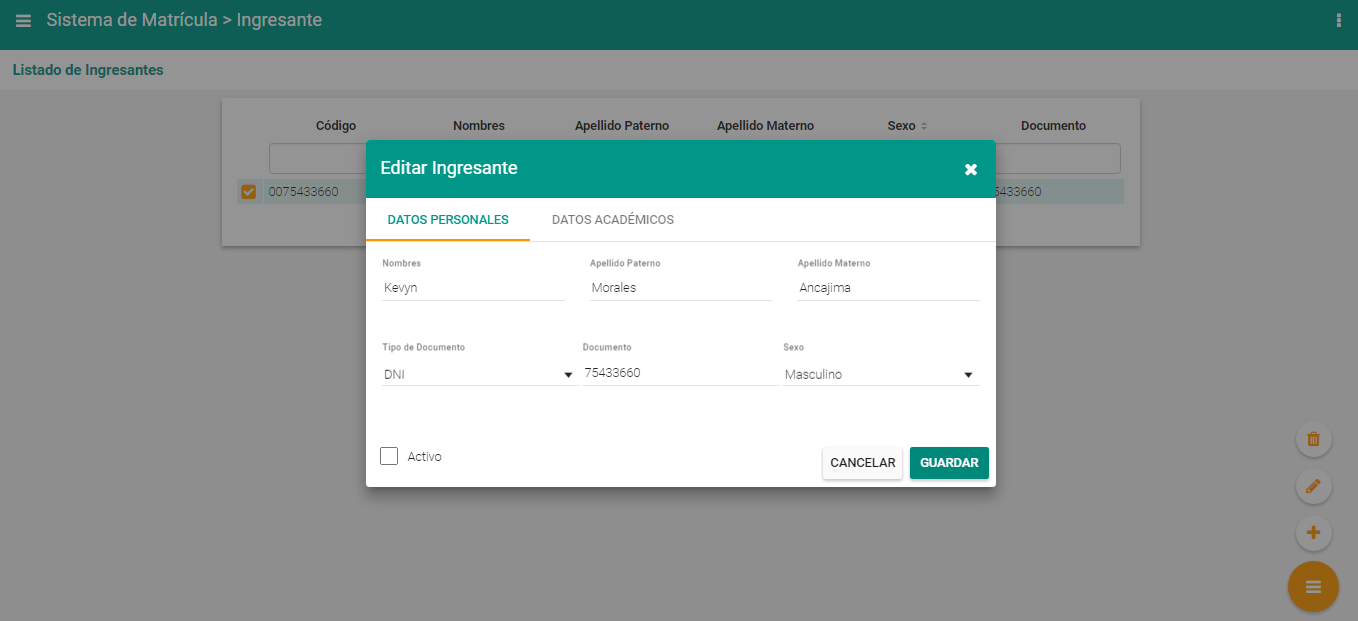 Sistema de Matrícula > Ingresante
Listado de Ingresantes
Código Nombres Apellido Paterno Apellido Materno Sexo Documento
0075433660 5433660
Editar Ingresante
DATOS PERSONALES DATOS ACADÉMICOS
Nombres Apellido Paterno Apellido Materno
Kevyn Morales Ancajima
Tipo de Documento Documento Sexo
DNI 75433660 Masculino
Activo CANCELAR GUARDAR